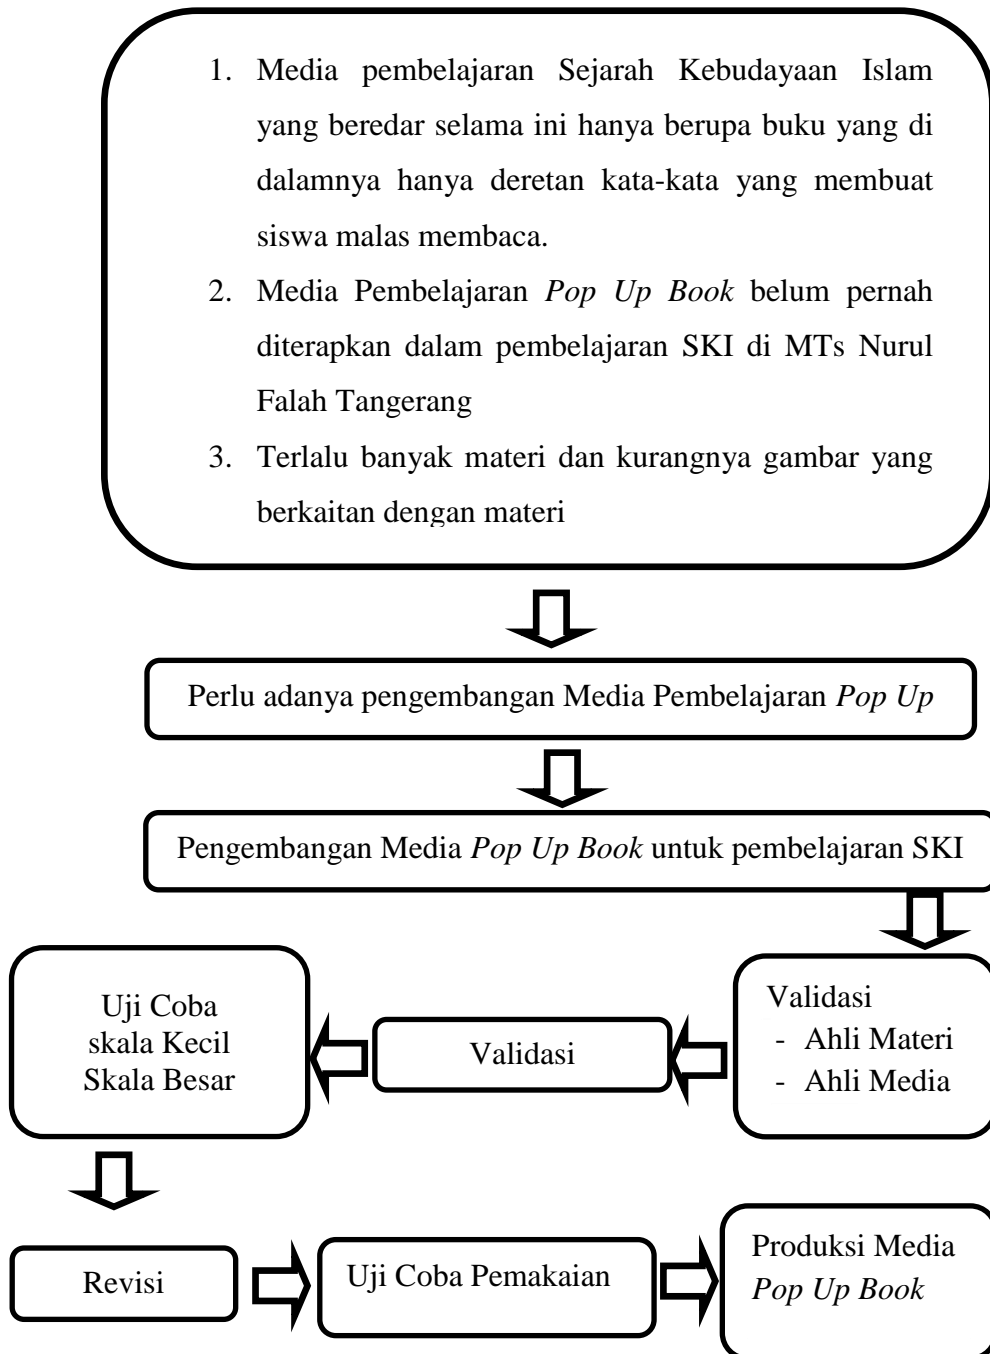 1. Media pembelajaran Sejarah Kebudayaan Islam
yang beredar selama ini hanya berupa buku yang di
dalamnya hanya deretan kata-kata yang membuat
siswa malas membaca.
2. Media Pembelajaran Pop Up Book belum pernah
diterapkan dalam pembelajaran SKI di MTs Nurul
Falah Tangerang
3. Terlalu banyak materi dan kurangnya gambar yang
berkaitan dengan materi
Perlu adanya pengembangan Media Pembelajaran Pop Up
Pengembangan Media Pop Up Book untuk pembelajaran SKI
Validasi
- Ahli Materi
- Ahli Media
Validasi
Uji Coba
skala Kecil
Skala Besar
Revisi
Uji Coba Pemakaian
Produksi Media
Pop Up Book